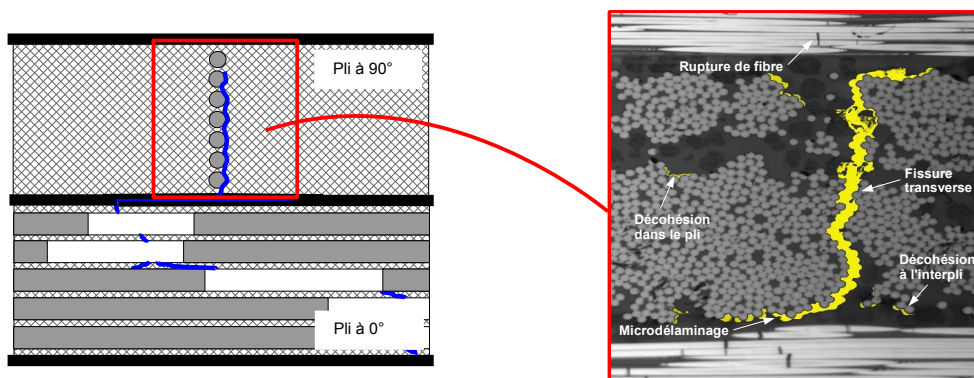 Pli à 90°
Pli à 0°
Rupture de fibre
Fissure
transverse
Décohésion
dans le pli
Décohésion
à l'interpli
Microdélaminage